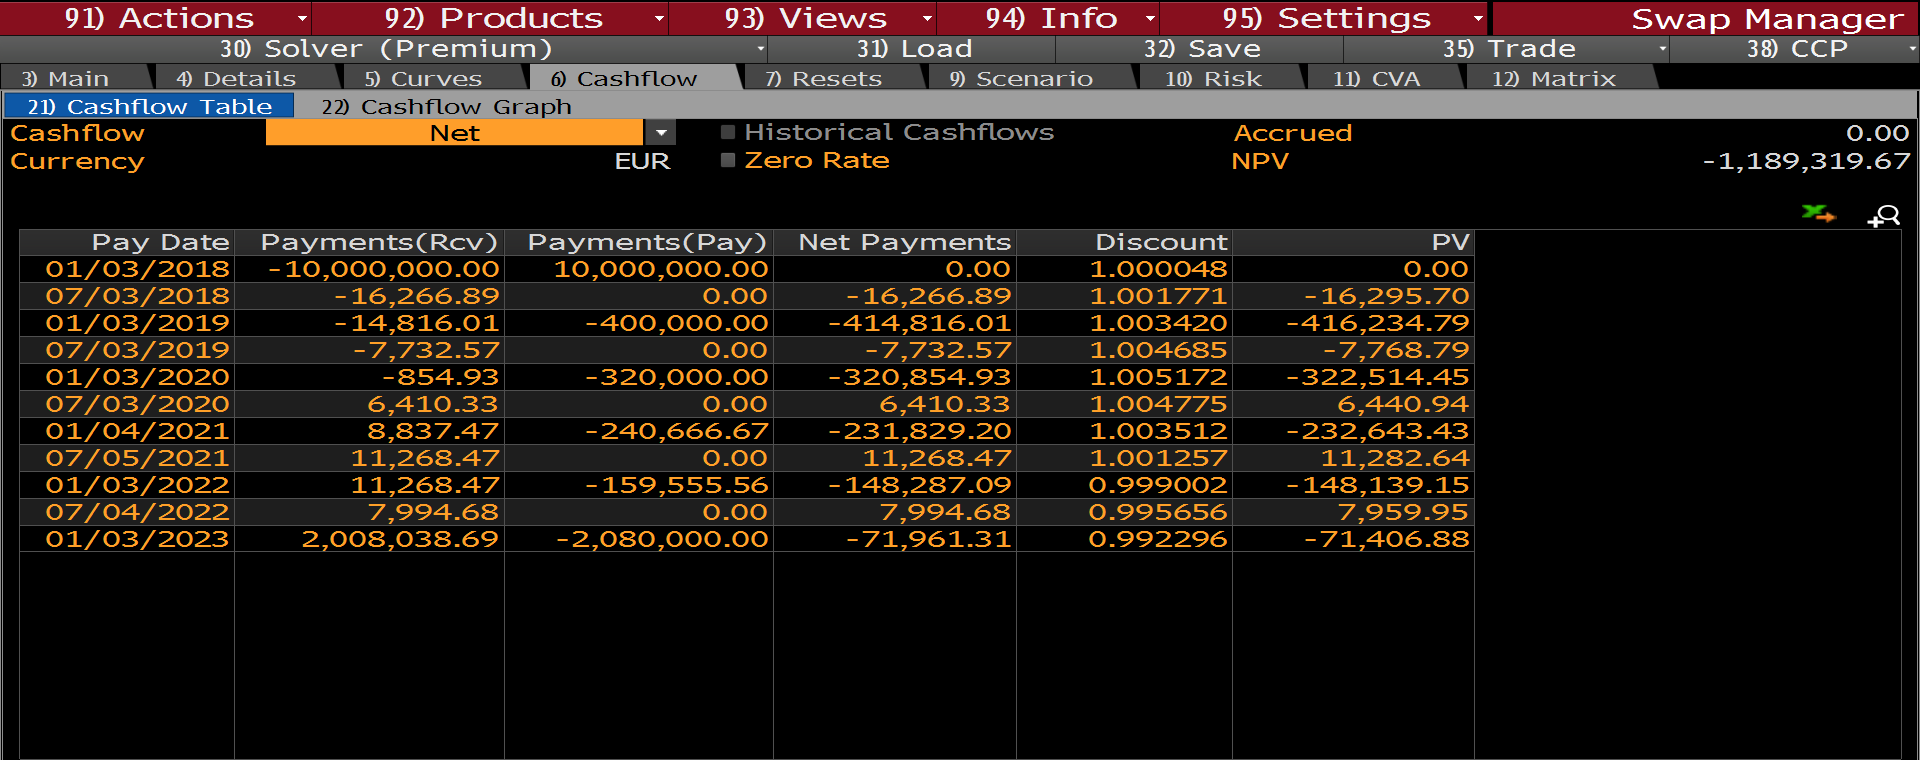 91) Actions 92) Products 93) Views 94) Info 95) Settings Swap Manager
30) Solver (Premium) 31) Load 32) Save 35) Trade 38) CCP
3) Main 4) Details 5) Curves 6) Cashflow 7) Resets 9) Scenario 10) Risk 11) CVA 12) Matrix
21) Cashflow Table 22) Cashflow Graph
Cashflow Net Historical Cashflows Accrued 0.00
Currency EUR Zero Rate NPV -1,189,319.67
Pay Date Payments(Rcv) Payments(Pay) Net Payments Discount PV
01/03/2018 -10,000,000.00 10,000,000.00 0.00 1.000048 0.00
07/03/2018 -16,266.89 0.00 -16,266.89 1.001771 -16,295.70
01/03/2019 -14,816.01 -400,000.00 -414,816.01 1.003420 -416,234.79
07/03/2019 -7,732.57 0.00 -7,732.57 1.004685 -7,768.79
01/03/2020 -854.93 -320,000.00 -320,854.93 1.005172 -322,514.45
07/03/2020 6,410.33 0.00 6,410.33 1.004775 6,440.94
01/04/2021 8,837.47 -240,666.67 -231,829.20 1.003512 -232,643.43
07/05/2021 11,268.47 0.00 11,268.47 1.001257 11,282.64
01/03/2022 11,268.47 -159,555.56 -148,287.09 0.999002 -148,139.15
07/04/2022 7,994.68 0.00 7,994.68 0.995656 7,959.95
01/03/2023 2,008,038.69 -2,080,000.00 -71,961.31 0.992296 -71,406.88